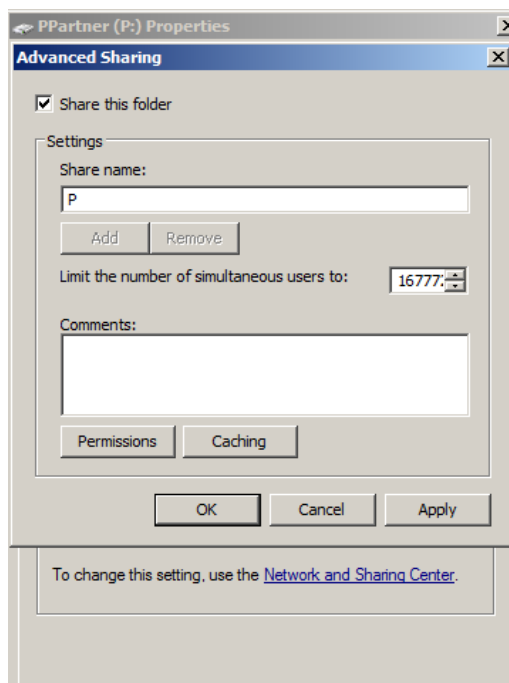 PPartner (P:) Properties
Advanced Sharing
Share this folder
Settings
Share name:
P
Add Remove
Limit the number of simultaneous users to:
Comments:
Permissions Caching
OK Cancel Apply
To change this setting, use the Network and Sharing Center.